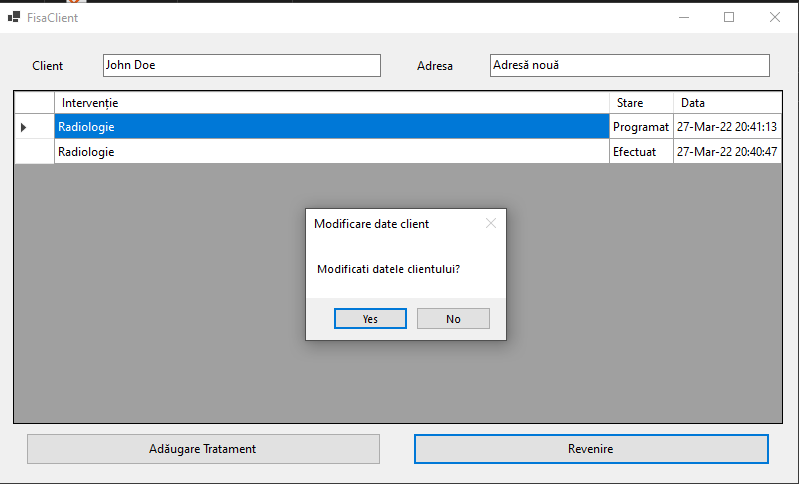 FisaClient
Client John Doe Adresa Adresă nouă
Intervenție Stare Data
Radiologie Programat 27-Mar-22 20:41:13
Radiologie Efectuat 27-Mar-22 20:40:47
Modificare date client
Modificati datele clientului?
Yes No
Adăugare Tratament Revenire